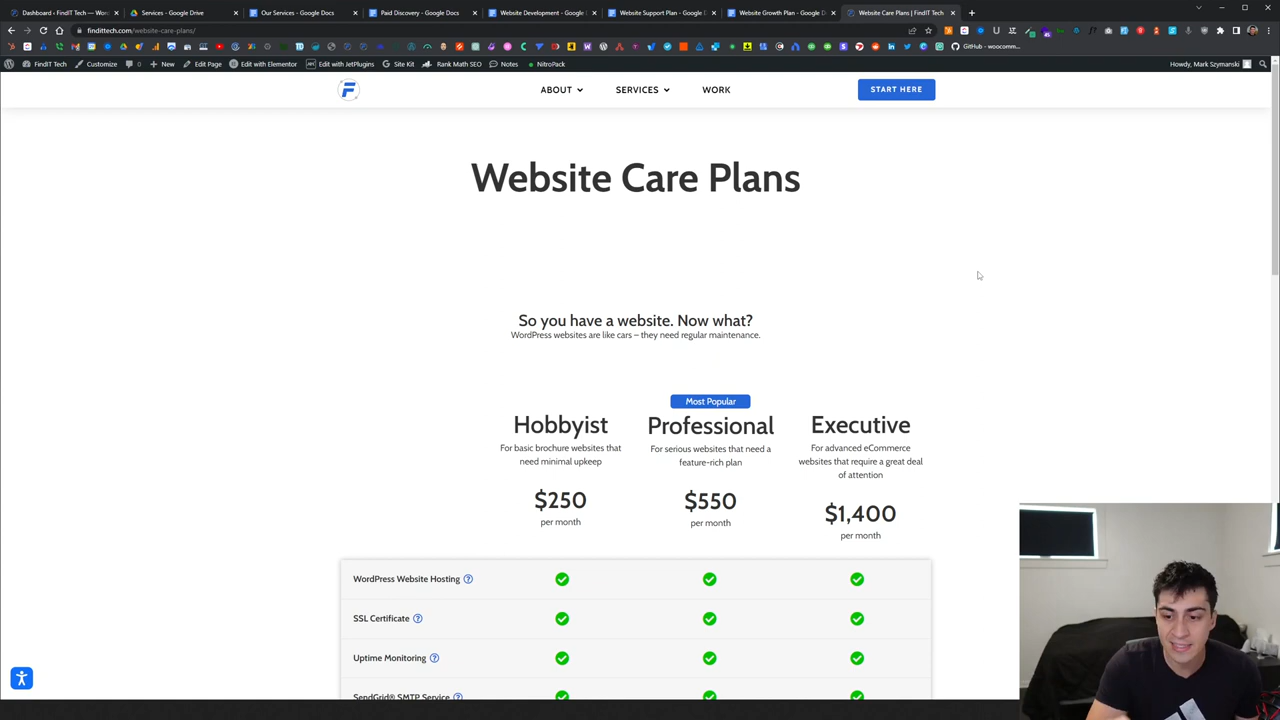 Dashboard ‹ FindIT Tech — Wor
Services - Google Drive
Our Services - Google Docs
Paid Discovery - Google Docs
Website Development - Google
Website Support Plan - Google
Website Growth Plan - Google D
Website Care Plans | FindIT Tech
findittech.com/website-care-plans/
GitHub - woocomm...
FindIT Tech
Customize
0
New
Edit Page
Edit with Elementor
Edit with JetPlugins
Site Kit
Rank Math SEO
Notes
NitroPack
Howdy, Mark Szymanski
F
ABOUT
SERVICES
WORK
START HERE
Website Care Plans
So you have a website. Now what?
WordPress websites are like cars – they need regular maintenance.
Hobbyist
For basic brochure websites that
need minimal upkeep
$250
per month
Most Popular
Professional
For serious websites that need a
feature-rich plan
$550
per month
Executive
For advanced eCommerce
websites that require a great deal
of attention
$1,400
per month
WordPress Website Hosting
SSL Certificate
Uptime Monitoring
SendGrid® SMTP Service